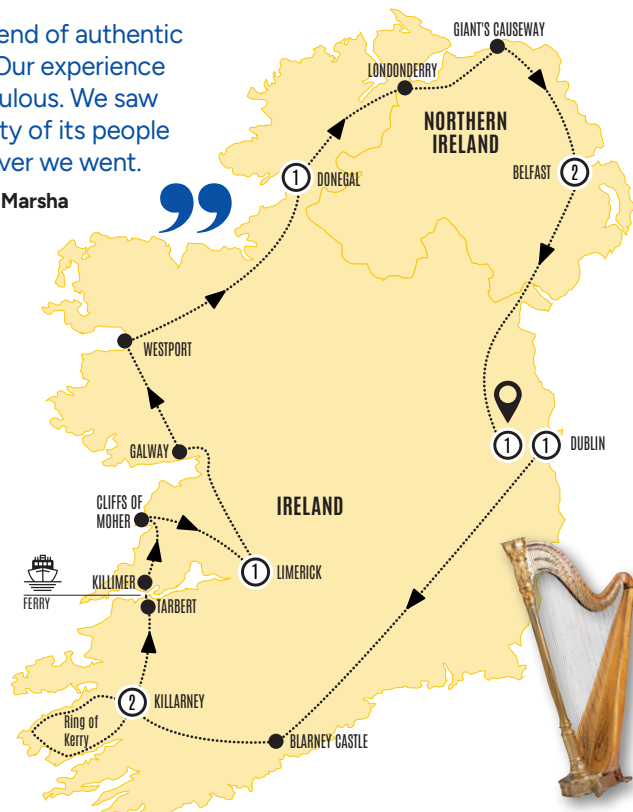 end of authentic
Our experience
ulous. We saw
ty of its people
ver we went.
Marsha
”
GIANT'S CAUSEWAY
LONDONDERRY
NORTHERN
IRELAND
BELFAST 2
1 DONEGAL
WESTPORT
1 1 DUBLIN
GALWAY
CLIFFS OF
MOHER
IRELAND
1 LIMERICK
KILLIMER
FERRY
TARBERT
2 KILLARNEY
Ring of
Kerry
BLARNEY CASTLE